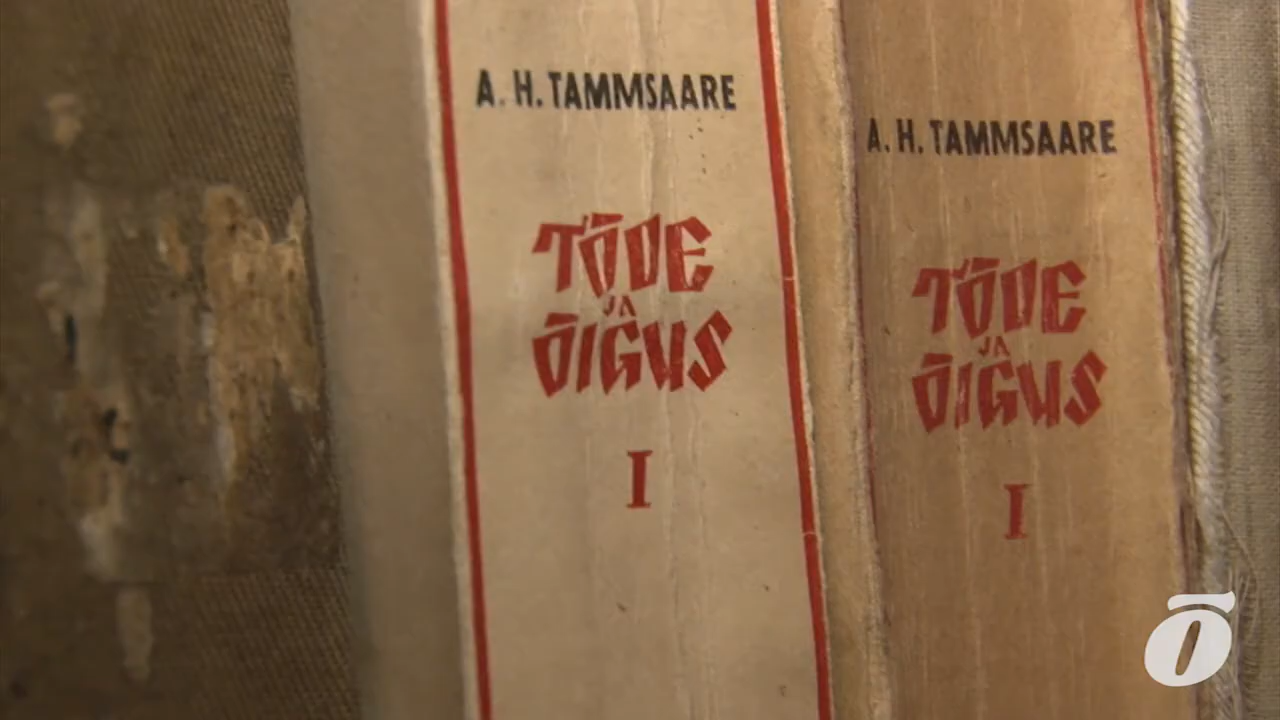 A. H. TAMMSAARE
TÕDE
JA
ÕIGUS
I
A. H. TAMMSAARE
TÕDE
JA
ÕIGUS
I
Õ